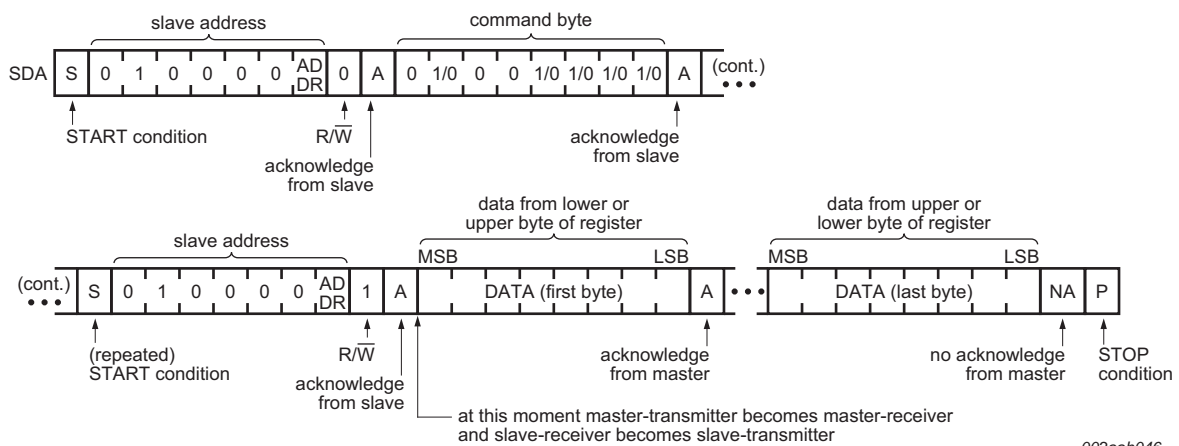 slave address
command byte
SDA S 0 1 0 0 0 0 AD DR 0 A 0 1/0 0 0 1/0 1/0 1/0 1/0 A (cont.)
START condition
R/W
acknowledge
from slave
acknowledge
from slave
data from lower or
upper byte of register
data from upper or
lower byte of register
slave address
MSB LSB MSB LSB
(cont.) S 0 1 0 0 0 0 AD DR 1 A DATA (first byte) A DATA (last byte) NA P
(repeated)
START condition
R/W
acknowledge
from slave
acknowledge
from master
no acknowledge
from master
STOP
condition
at this moment master-transmitter becomes master-receiver
and slave-receiver becomes slave-transmitter